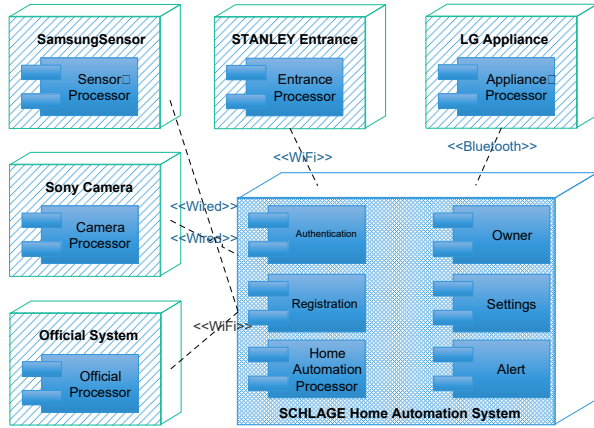 SamsungSensor
Sensor
Processor
STANLEY Entrance
Entrance
Processor
LG Appliance
Appliance
Processor
<<WiFi>>
<<Bluetooth>>
Sony Camera
Camera
Processor
<<Wired>>
<<Wired>>
Official System
Official
Processor
<<WiFi>>
Authentication
Owner
Registration
Settings
Home
Automation
Processor
Alert
SCHLAGE Home Automation System